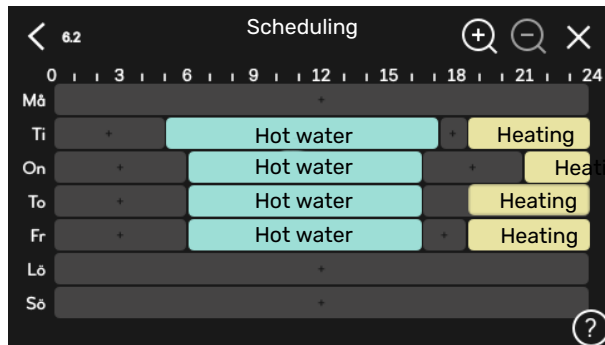 6.2 Scheduling
0 3 6 9 12 15 18 21 24
Må
Ti Hot water Heating
On Hot water Heati
To Hot water Heating
Fr Hot water Heating
Lö
Sö
?